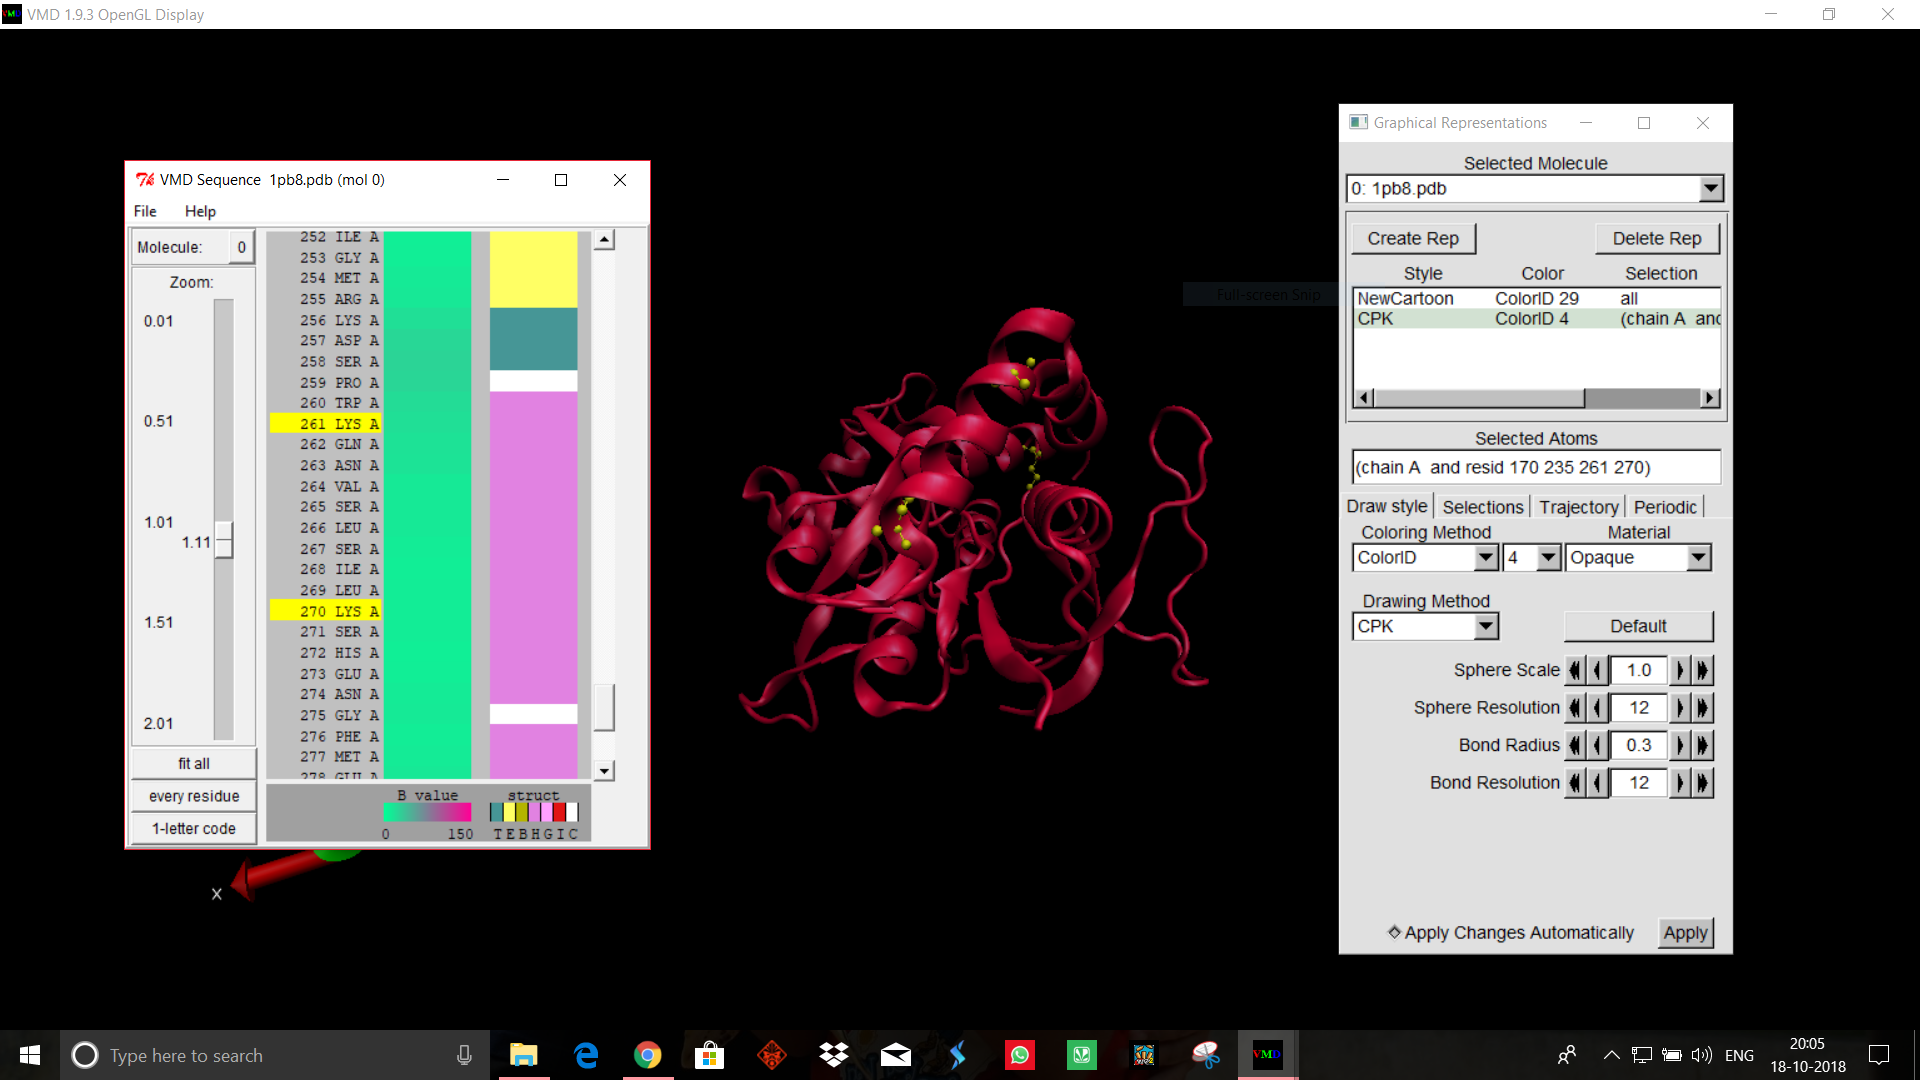 VMD 1.9.3 OpenGL Display
VMD Sequence 1pb8.pdb (mol 0)
File Help
Molecule: 0
Zoom:
0.01
0.51
1.01
1.11
1.51
2.01
fit all
every residue
1-letter code
252 ILE A
253 GLY A
254 MET A
255 ARG A
256 LYS A
257 ASP A
258 SER A
259 PRO A
260 TRP A
261 LYS A
262 GLN A
263 ASN A
264 VAL A
265 SER A
266 LEU A
267 SER A
268 ILE A
269 LEU A
270 LYS A
271 SER A
272 HIS A
273 GLU A
274 ASN A
275 GLY A
276 PHE A
277 MET A
278 GLU A
B value struct
0 150 T E B H G I C
x
Full-screen Snip
Graphical Representations
Selected Molecule
0: 1pb8.pdb
Create Rep Delete Rep
Style Color Selection
NewCartoon ColorID 29 all
CPK ColorID 4 (chain A and
Selected Atoms
(chain A and resid 170 235 261 270)
Draw style Selections Trajectory Periodic
Coloring Method Material
ColorID 4 Opaque
Drawing Method
CPK Default
Sphere Scale 1.0
Sphere Resolution 12
Bond Radius 0.3
Bond Resolution 12
Apply Changes Automatically Apply
Type here to search
VMD
ENG
20:05
18-10-2018